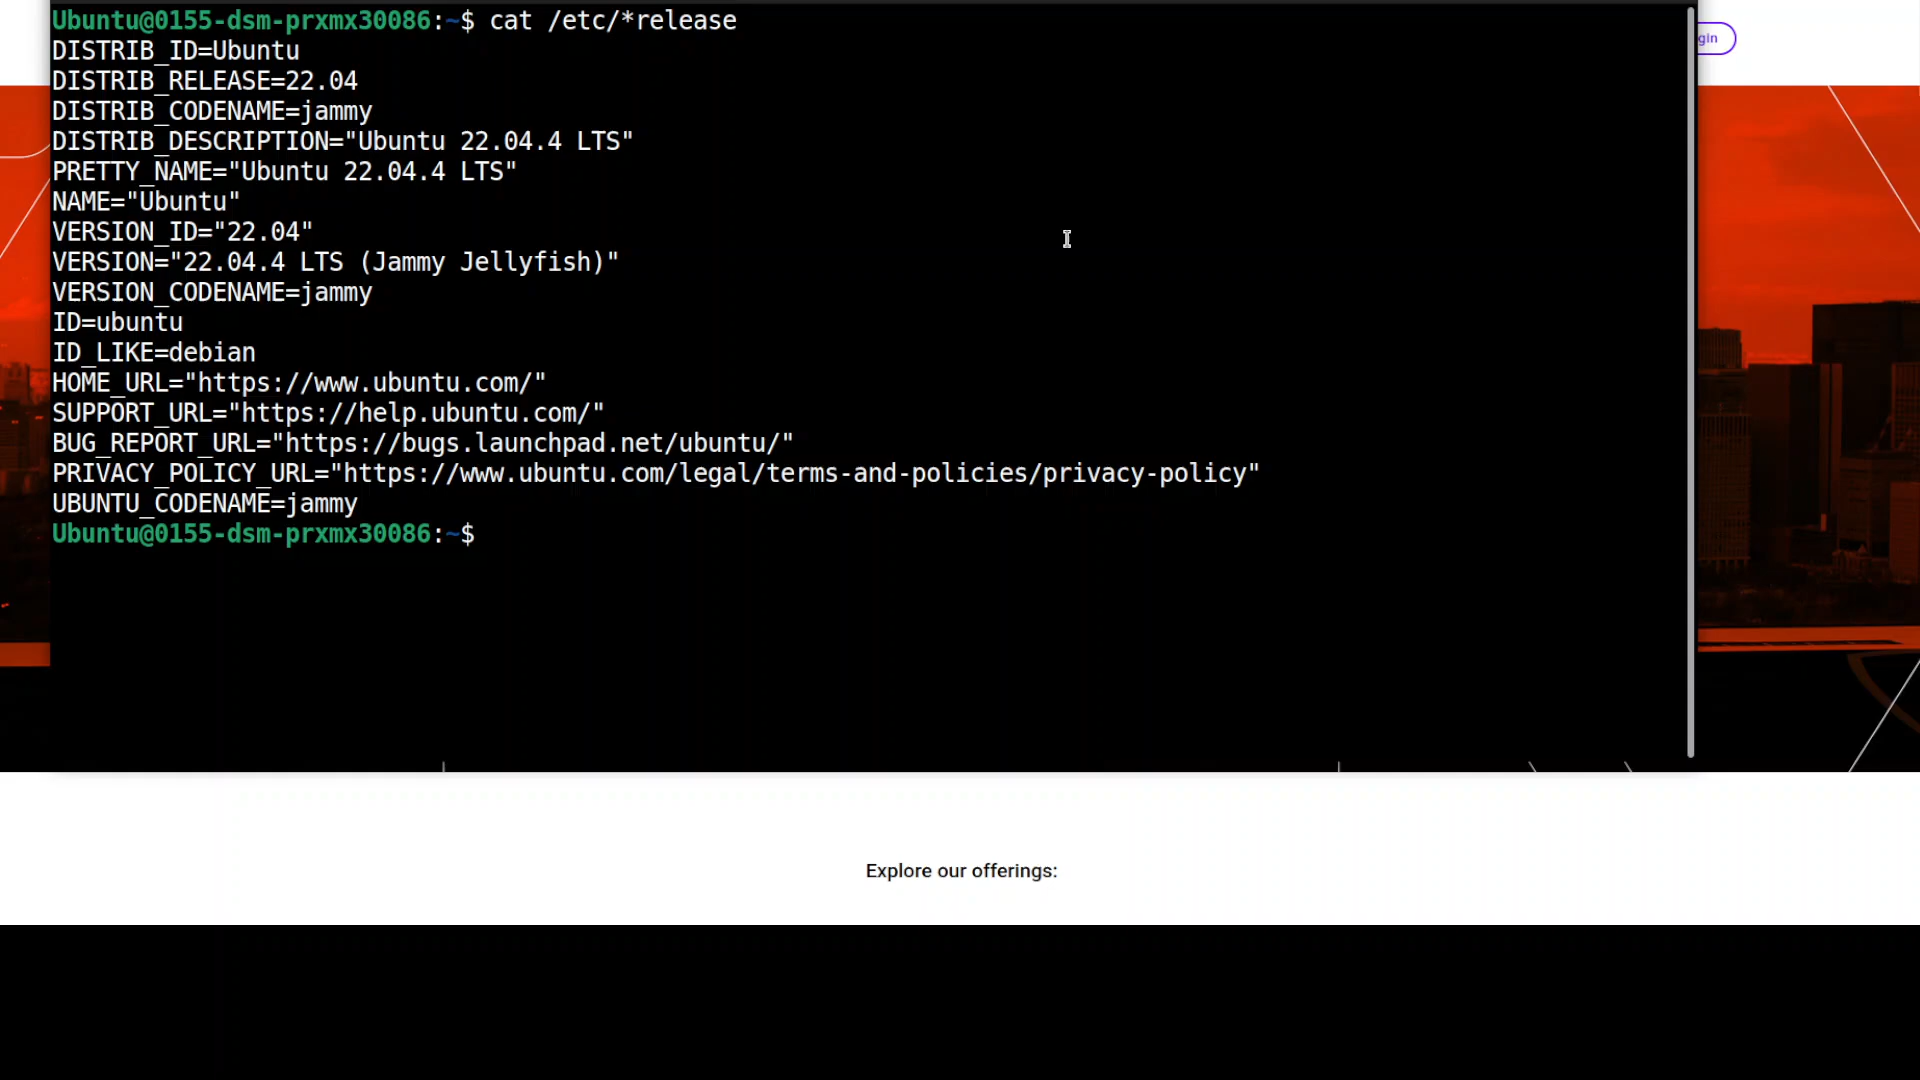 Ubuntu@0155-dsm-prxmx30086:~$ cat /etc/*release
DISTRIB_ID=Ubuntu
DISTRIB_RELEASE=22.04
DISTRIB_CODENAME=jammy
DISTRIB_DESCRIPTION="Ubuntu 22.04.4 LTS"
PRETTY_NAME="Ubuntu 22.04.4 LTS"
NAME="Ubuntu"
VERSION_ID="22.04"
VERSION="22.04.4 LTS (Jammy Jellyfish)"
VERSION_CODENAME=jammy
ID=ubuntu
ID_LIKE=debian
HOME_URL="https://www.ubuntu.com/"
SUPPORT_URL="https://help.ubuntu.com/"
BUG_REPORT_URL="https://bugs.launchpad.net/ubuntu/"
PRIVACY_POLICY_URL="https://www.ubuntu.com/legal/terms-and-policies/privacy-policy"
UBUNTU_CODENAME=jammy
Ubuntu@0155-dsm-prxmx30086:~$
Explore our offerings: